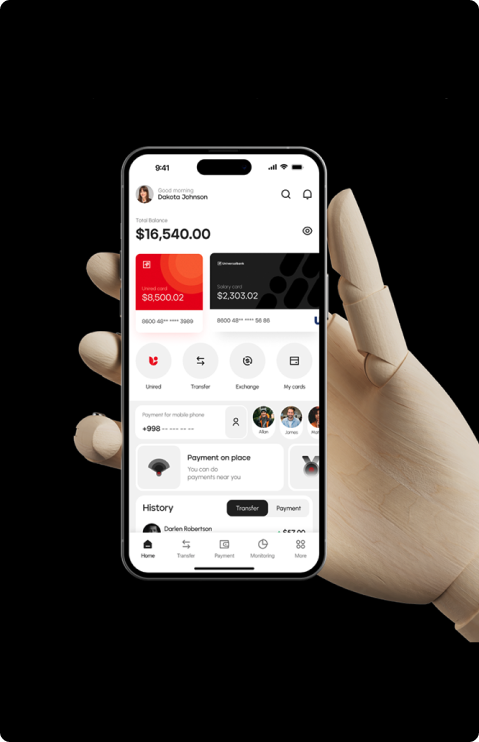 9:41
Good morning
Dakota Johnson
Total Balance
$16,540.00
Unired card
$8,500.02
8600 48** **** 3989
Universalbank
Salary card
$2,303.02
8600 48** **** 58 86
Unired
Transfer
Exchange
My cards
Payment for mobile phone
+998 -- --- -- --
Allan
James
Payment on place
You can do
payments near you
History
Transfer
Payment
Darlen Robertson
Home
Transfer
Payment
Monitoring
More